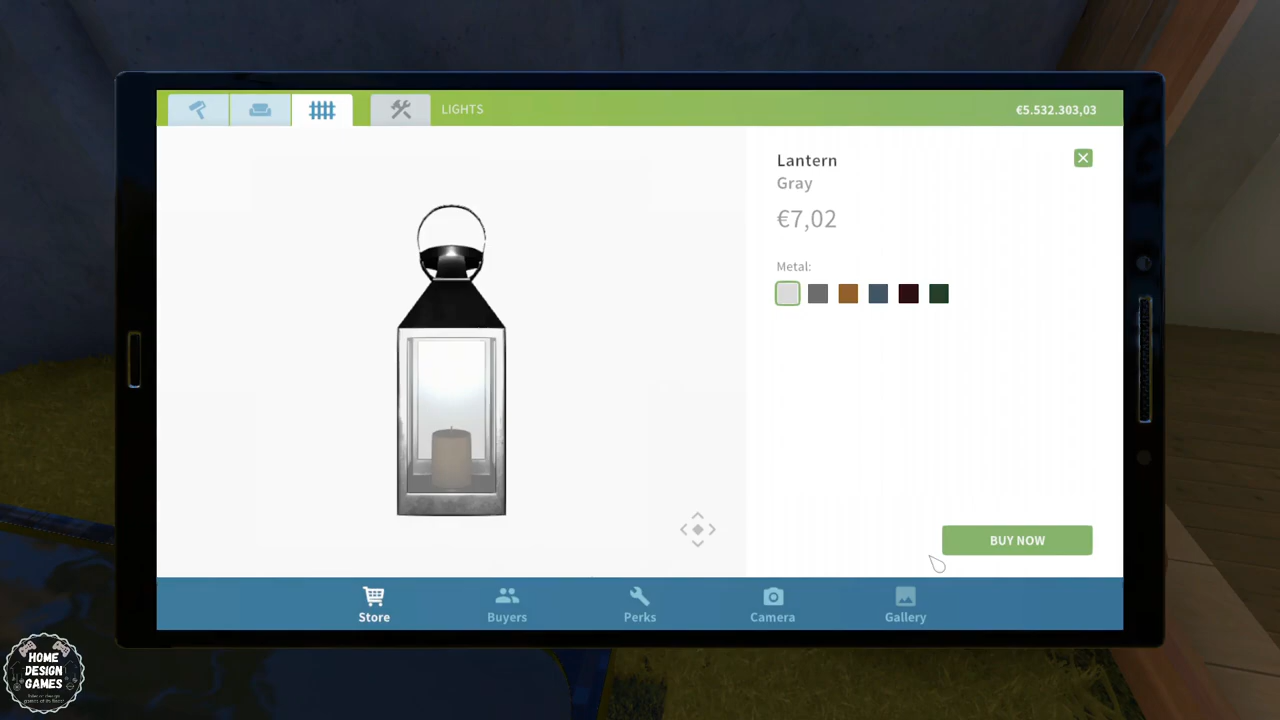 LIGHTS
€5.532.303,03
Lantern
Gray
€7,02
Metal:
BUY NOW
Store
Buyers
Perks
Camera
Gallery
HOME
DESIGN
GAMES